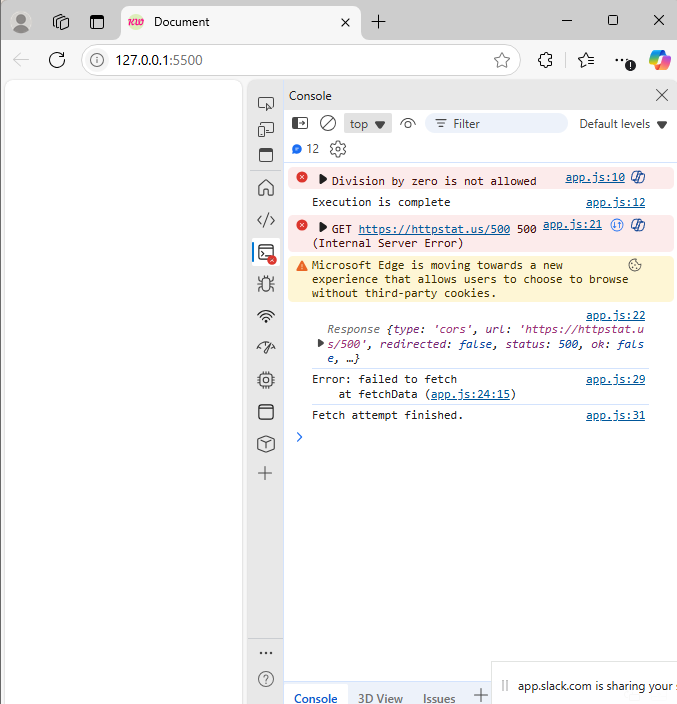 KW Document
127.0.0.1:5500
Console
top Filter Default levels
12
Division by zero is not allowed app.js:10
Execution is complete app.js:12
GET https://httpstat.us/500 500 app.js:21
(Internal Server Error)
Microsoft Edge is moving towards a new
experience that allows users to choose to browse
without third-party cookies.
app.js:22
Response {type: 'cors', url: 'https://httpstat.u
s/500', redirected: false, status: 500, ok: fals
e, …}
Error: failed to fetch app.js:29
at fetchData (app.js:24:15)
Fetch attempt finished. app.js:31
Console 3D View Issues
app.slack.com is sharing your